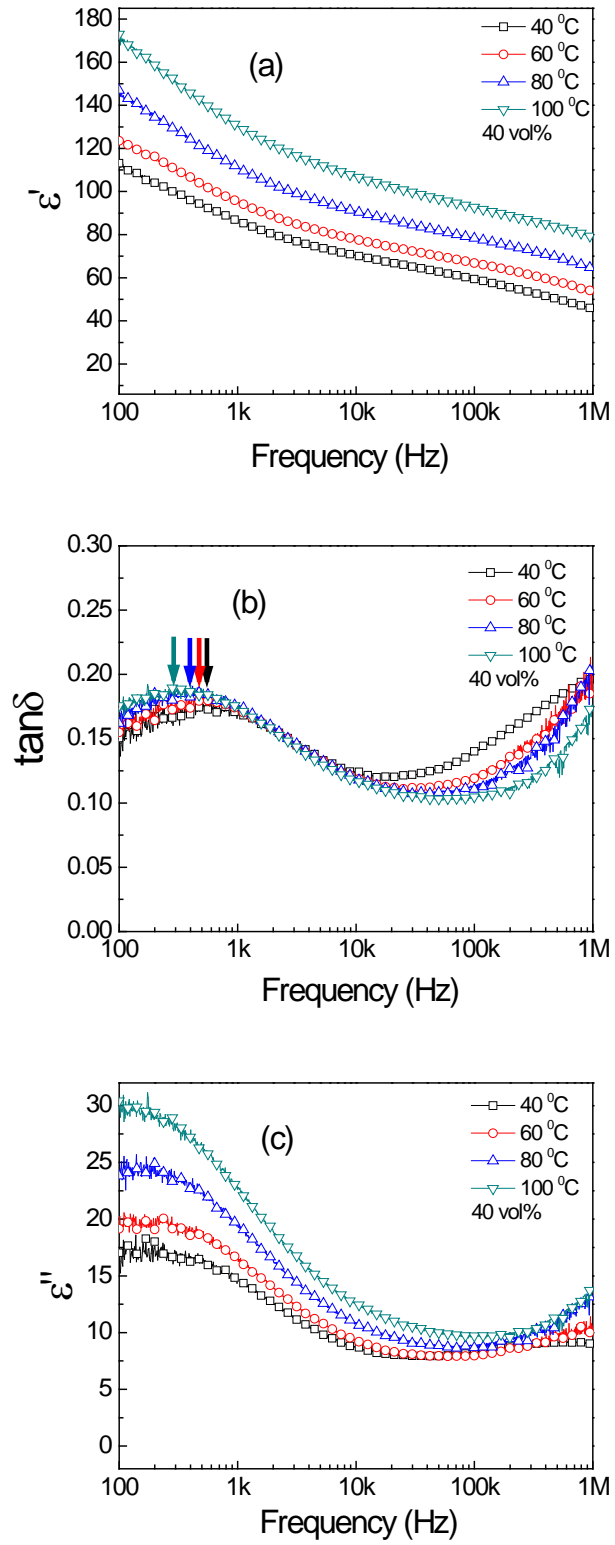 180
160
140
120
100
80
60
40
20
ε'
(a)
40 ⁰C
60 ⁰C
80 ⁰C
100 ⁰C
40 vol%
100 1k 10k 100k 1M
Frequency (Hz)
0.30
0.25
0.20
0.15
0.10
0.05
0.00
tanδ
(b)
40 ⁰C
60 ⁰C
80 ⁰C
100 ⁰C
40 vol%
100 1k 10k 100k 1M
Frequency (Hz)
30
25
20
15
10
5
0
ε"
(c)
40 ⁰C
60 ⁰C
80 ⁰C
100 ⁰C
40 vol%
100 1k 10k 100k 1M
Frequency (Hz)